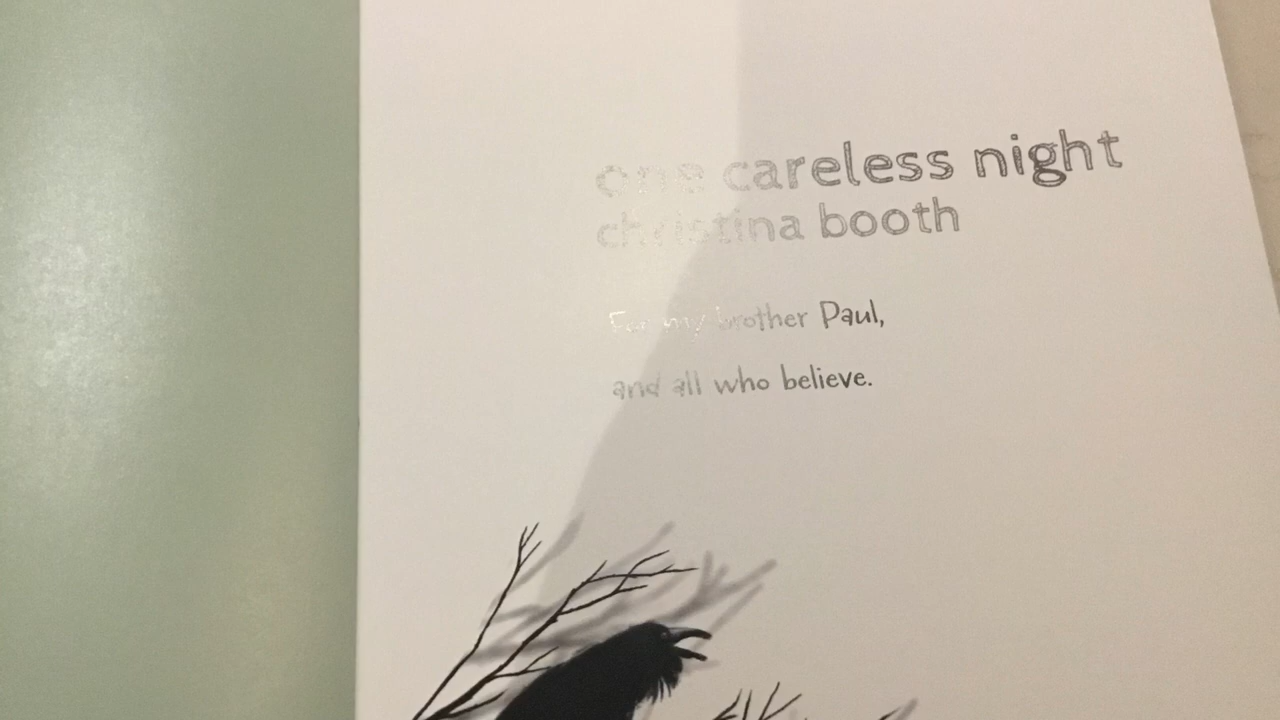 one careless night
christina booth
For my brother Paul,
and all who believe.